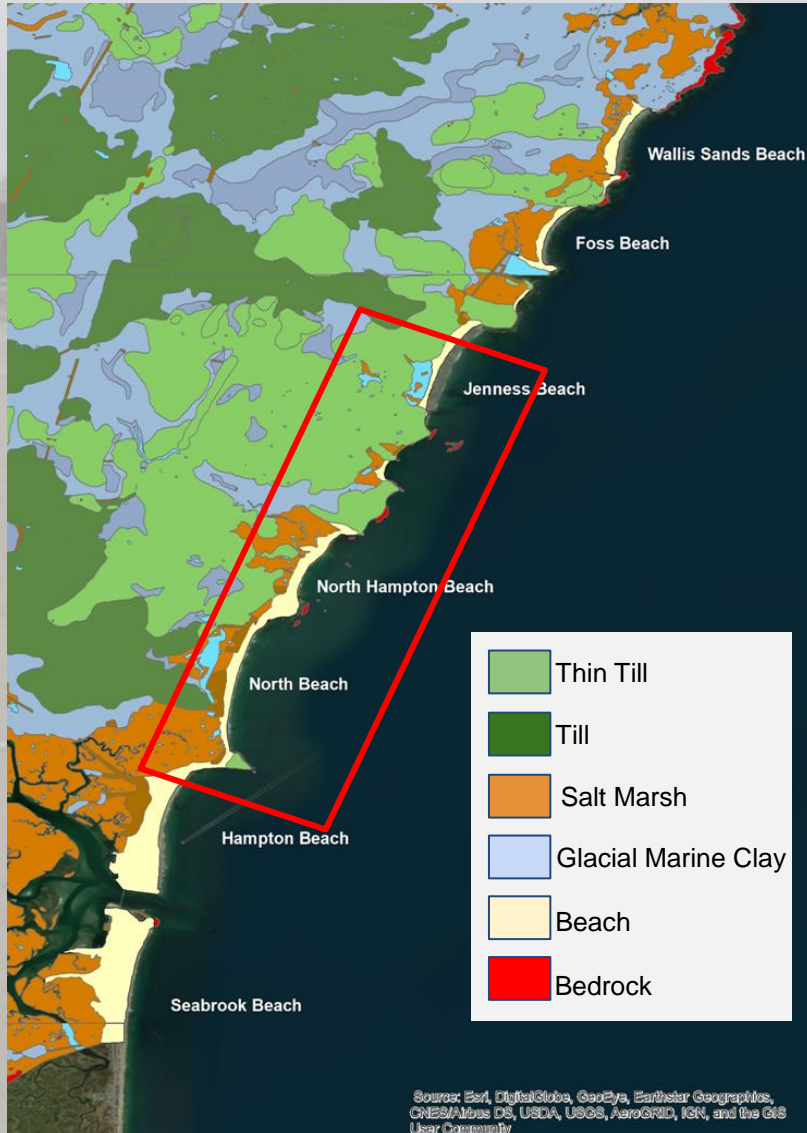 Wallis Sands Beach
Foss Beach
Jenness Beach
North Hampton Beach
North Beach
Hampton Beach
Seabrook Beach
Thin Till
Till
Salt Marsh
Glacial Marine Clay
Beach
Bedrock
Source: Esri, DigitalGlobe, GeoEye, Earthstar Geographics,
CNES/Airbus DS, USDA, USGS, AeroGRID, IGN, and the GIS
User Community